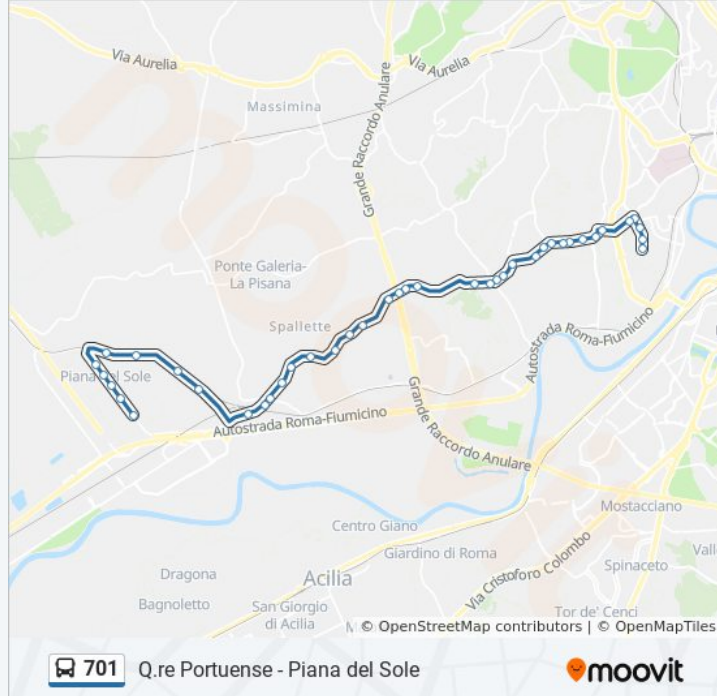 Via Aurelia
Via Aurelia
Massimina
Grande Raccordo Anulare
Ponte Galeria-
La Pisana
Spallette
Autostrada Roma-Fiumicino
Piana del Sole
Autostrada Roma-Fiumicino
Grande Raccordo Anulare
Mostacciano
Centro Giano
Giardino di Roma
Via Cristoforo Colombo
Spinaceto
Dragona
Acilia
Bagnoletto
San Giorgio
di Acilia
Tor de' Cenci
© OpenStreetMap contributors | © OpenMapTiles
701 Q.re Portuense - Piana del Sole
moovit